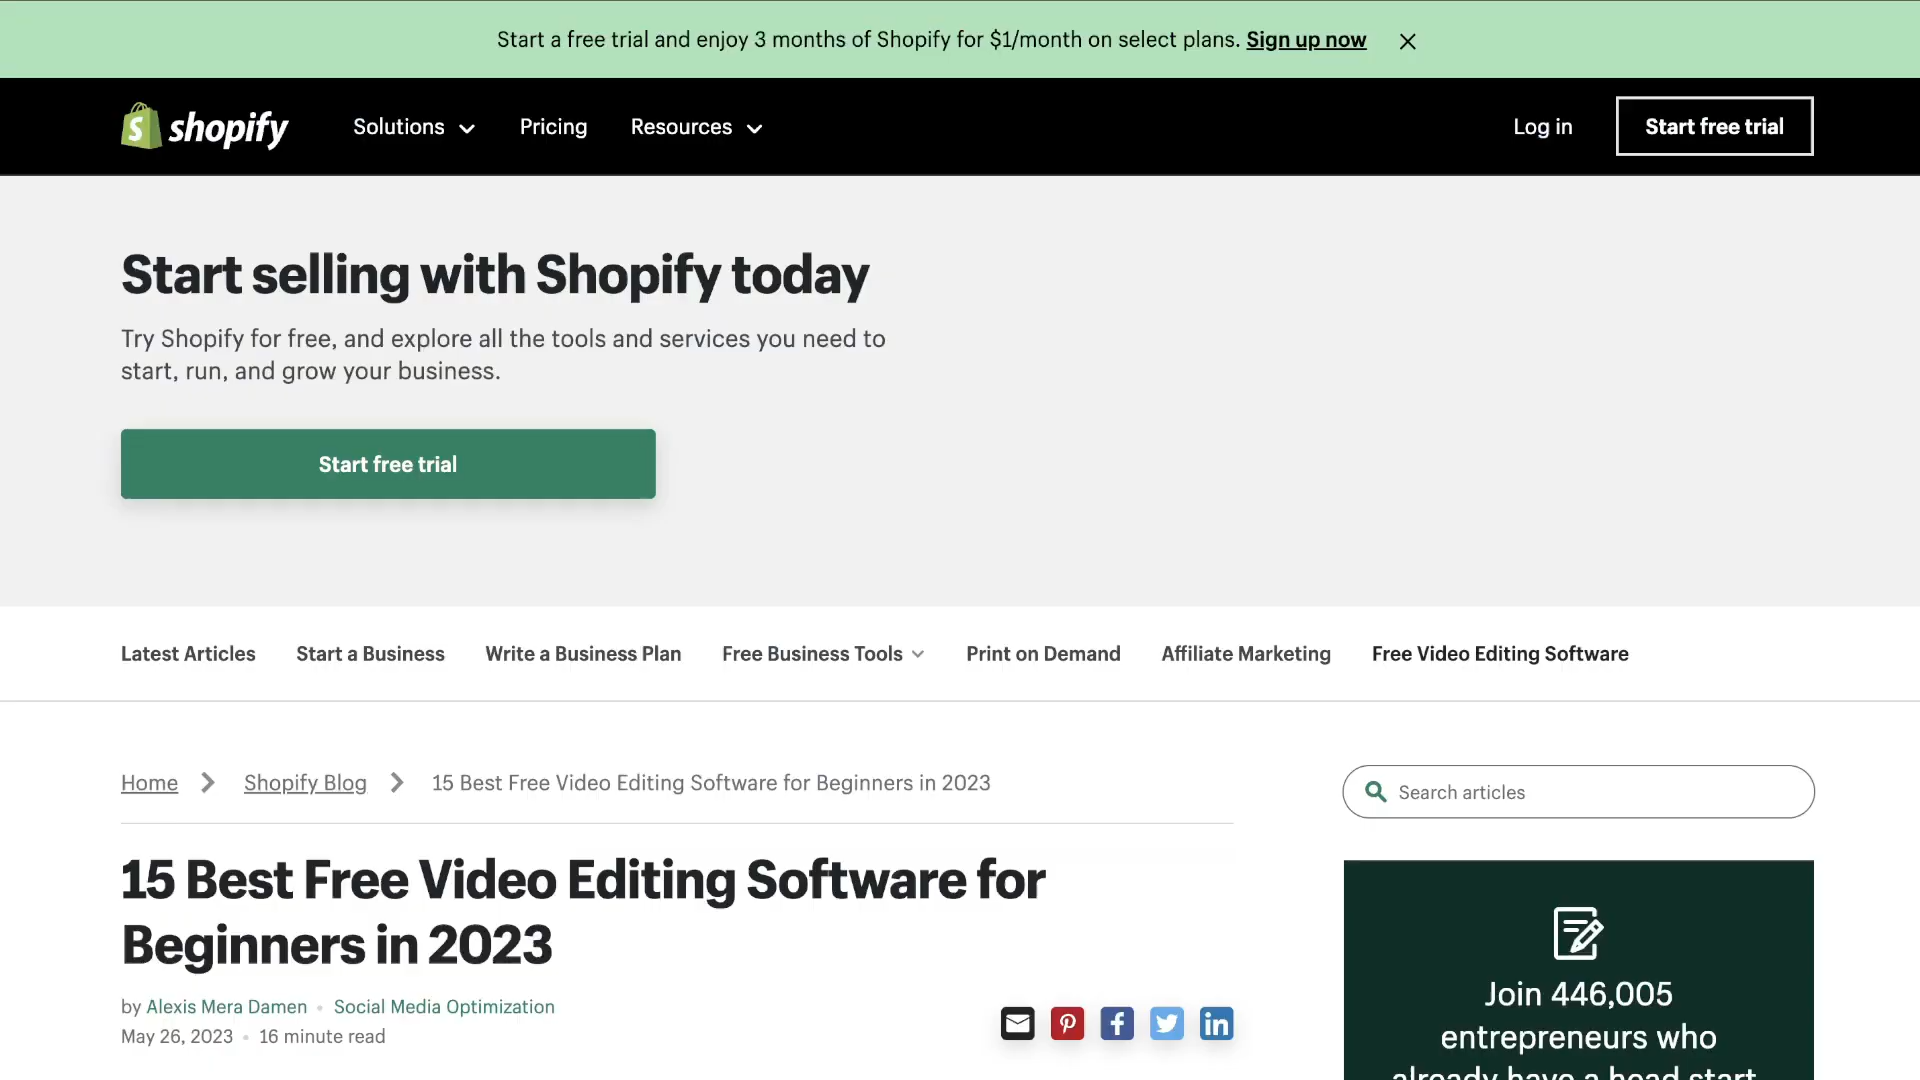 Start a free trial and enjoy 3 months of Shopify for $1/month on select plans. Sign up now
shopify
Solutions
Pricing
Resources
Log in
Start free trial
Start selling with Shopify today
Try Shopify for free, and explore all the tools and services you need to
start, run, and grow your business.
Start free trial
Latest Articles
Start a Business
Write a Business Plan
Free Business Tools
Print on Demand
Affiliate Marketing
Free Video Editing Software
Home
Shopify Blog
15 Best Free Video Editing Software for Beginners in 2023
Search articles
15 Best Free Video Editing Software for
Beginners in 2023
by Alexis Mera Damen • Social Media Optimization
May 26, 2023 • 16 minute read
Join 446,005
entrepreneurs who
already have a head start